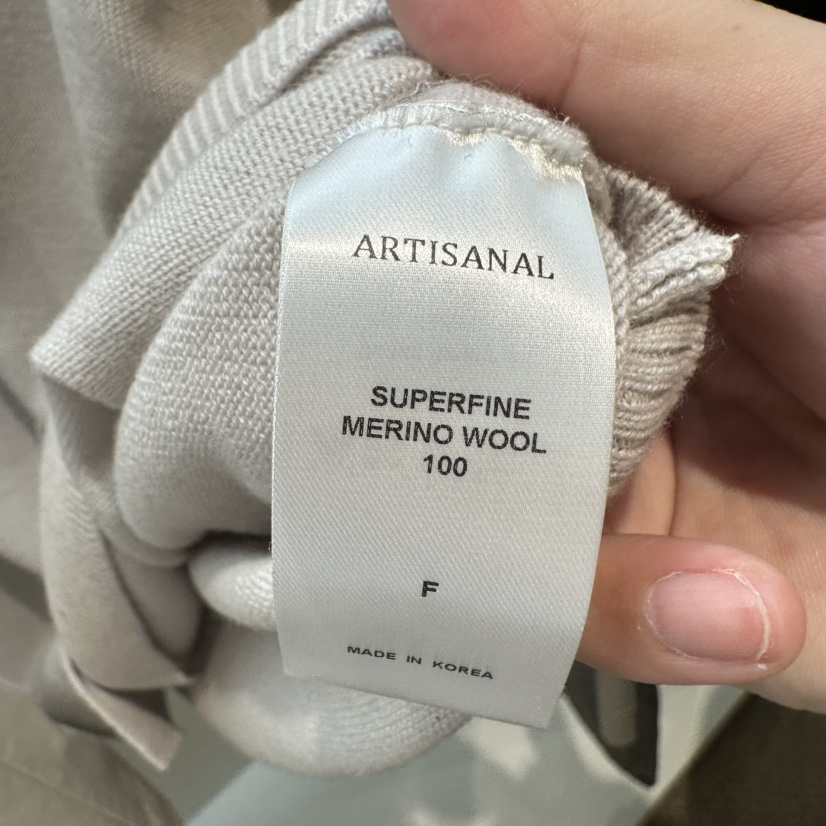 ARTISANAL
SUPERFINE
MERINO WOOL
100
F
MADE IN KOREA